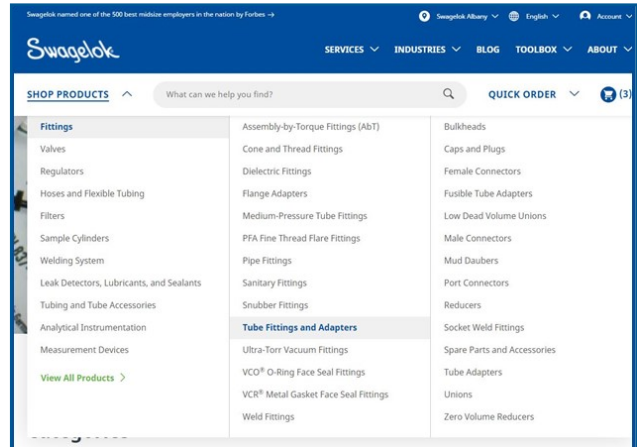 Swagelok named one of the 500 best midsize employers in the nation by Forbes →
Swagelok Albany
English
Account
Swagelok
SERVICES
INDUSTRIES
BLOG
TOOLBOX
ABOUT
SHOP PRODUCTS
What can we help you find?
QUICK ORDER
(3)
Fittings
Valves
Regulators
Hoses and Flexible Tubing
Filters
Sample Cylinders
Welding System
Leak Detectors, Lubricants, and Sealants
Tubing and Tube Accessories
Analytical Instrumentation
Measurement Devices
View All Products >
Assembly-by-Torque Fittings (AbT)
Cone and Thread Fittings
Dielectric Fittings
Flange Adapters
Medium-Pressure Tube Fittings
PFA Fine Thread Flare Fittings
Pipe Fittings
Sanitary Fittings
Snubber Fittings
Tube Fittings and Adapters
Ultra-Torr Vacuum Fittings
VCO® O-Ring Face Seal Fittings
VCR® Metal Gasket Face Seal Fittings
Weld Fittings
Bulkheads
Caps and Plugs
Female Connectors
Fusible Tube Adapters
Low Dead Volume Unions
Male Connectors
Mud Daubers
Port Connectors
Reducers
Socket Weld Fittings
Spare Parts and Accessories
Tube Adapters
Unions
Zero Volume Reducers